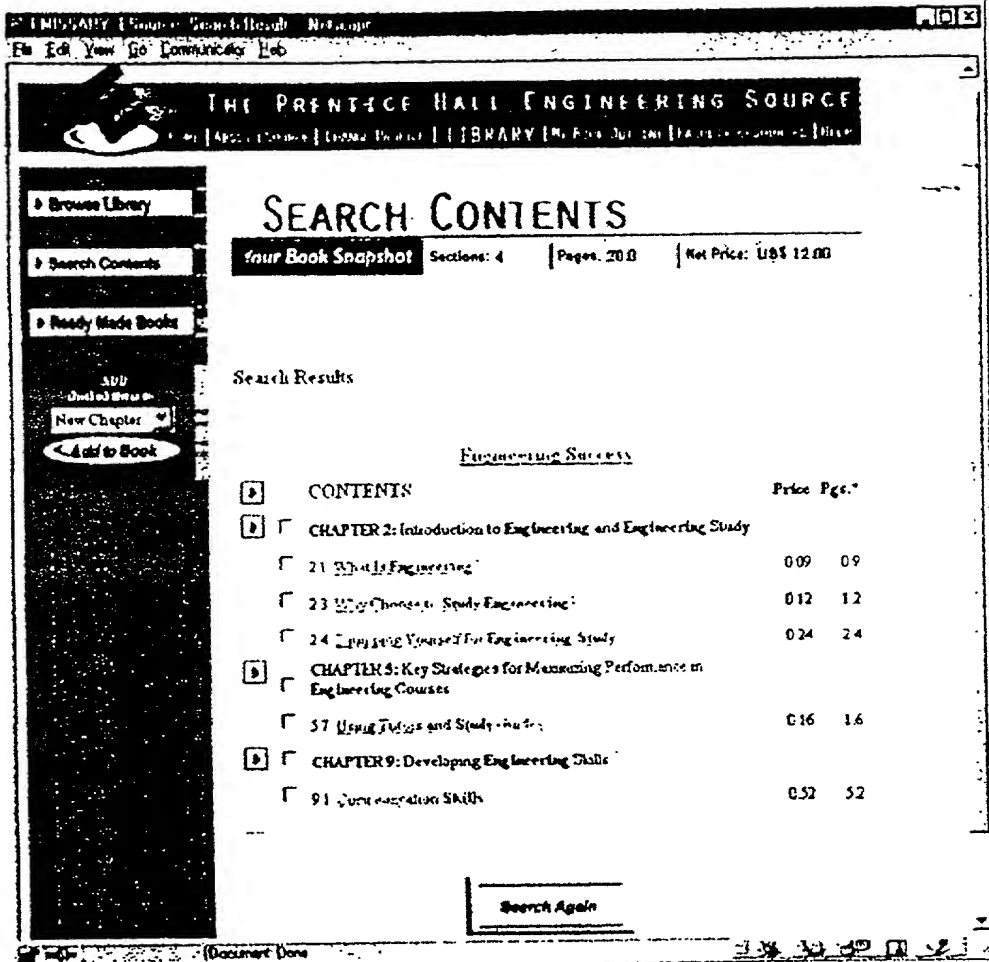 File Edit View Go Communicator Help
THE PRENTICE HALL ENGINEERING SOURCE
LIBRARY
Browse Library
Search Contents
Ready Made Books
ADD
New Chapter
Add to Book
SEARCH CONTENTS
Your Book Snapshot Sections: 4 Pages: 20.0 Net Price: US$ 12.00
Search Results
Engineering Success
CONTENTS Price Pgs.*
CHAPTER 2: Introduction to Engineering and Engineering Study
2.1 What Is Engineering? 0.09 0.9
2.3 Why Choose to Study Engineering? 0.12 1.2
2.4 Yourself for Engineering Study 0.24 2.4
CHAPTER 5: Key Strategies for Maximizing Performance in
Engineering Courses
5.7 Using Tutors and Study 0.16 1.6
CHAPTER 9: Developing Engineering Skills
9.1 Communication Skills 0.52 5.2
Search Again
Document: Done